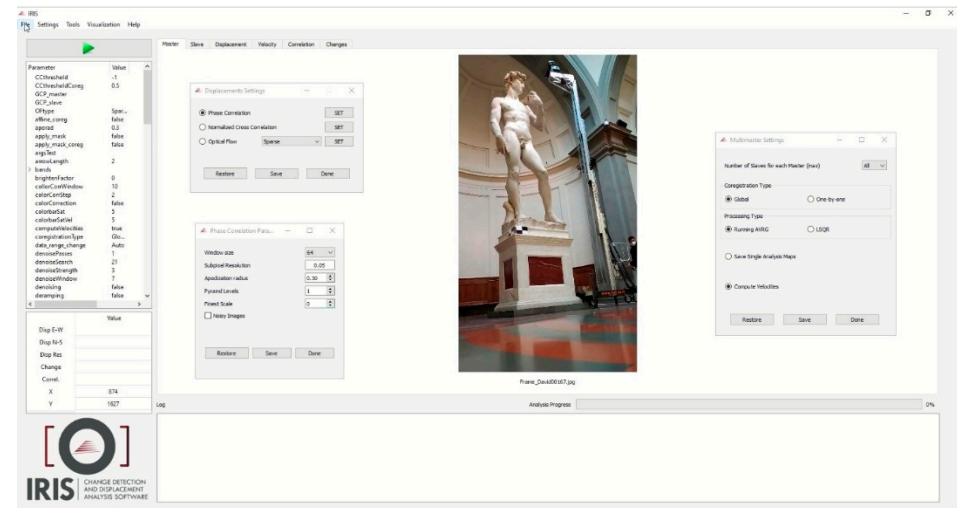 IRIS
File Settings Tools Visualization Help
Parameter Value
CCthreshold -1
CCthresholdCoreg 0.5
GCP_master
GCP_slave
OFtype Spar...
affine_coreg false
aporad 0.3
apply_mask false
apply_mask_coreg false
argsTest
arrowLength 2
bands
brightenFactor 0
collerCorrWindow 10
colorCorrStep 2
colorCorrection false
colorbarSat 5
colorbarSatVel 5
computeVelocities true
coregistrationType Glo...
data_range_change Auto
denoisePasses 1
denoiseSearch 21
denoiseStrength 3
denoiseWindow 7
denoising false
deramping false
Value
Disp E-W
Disp N-S
Disp Res
Change
Correl.
X 874
Y 1627
IRIS
CHANGE DETECTION
AND DISPLACEMENT
ANALYSIS SOFTWARE
Master Slave Displacement Velocity Correlation Changes
Displacements Settings
Phase Correlation SET
Normalized Cross Correlation SET
Optical Flow Sparse SET
Restore Save Done
Phase Correlation Para...
Window size 64
Subpixel Resolution 0.05
Apodization radius 0.30
Pyramid Levels 1
Finest Scale 0
Noisy Images
Restore Save Done
Frame_David00167.jpg
Multimaster Settings
Number of Slaves for each Master (max) All
Coregistration Type
Global One-by-one
Processing Type
Running AVRG LSQR
Save Single Analysis Maps
Compute Velocities
Restore Save Done
Log Analysis Progress 0%